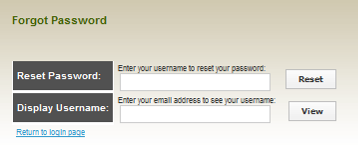 Forgot Password
Enter your username to reset your password:
Reset Password:
Reset
Enter your email address to see your username:
Display Username:
View
Return to login page